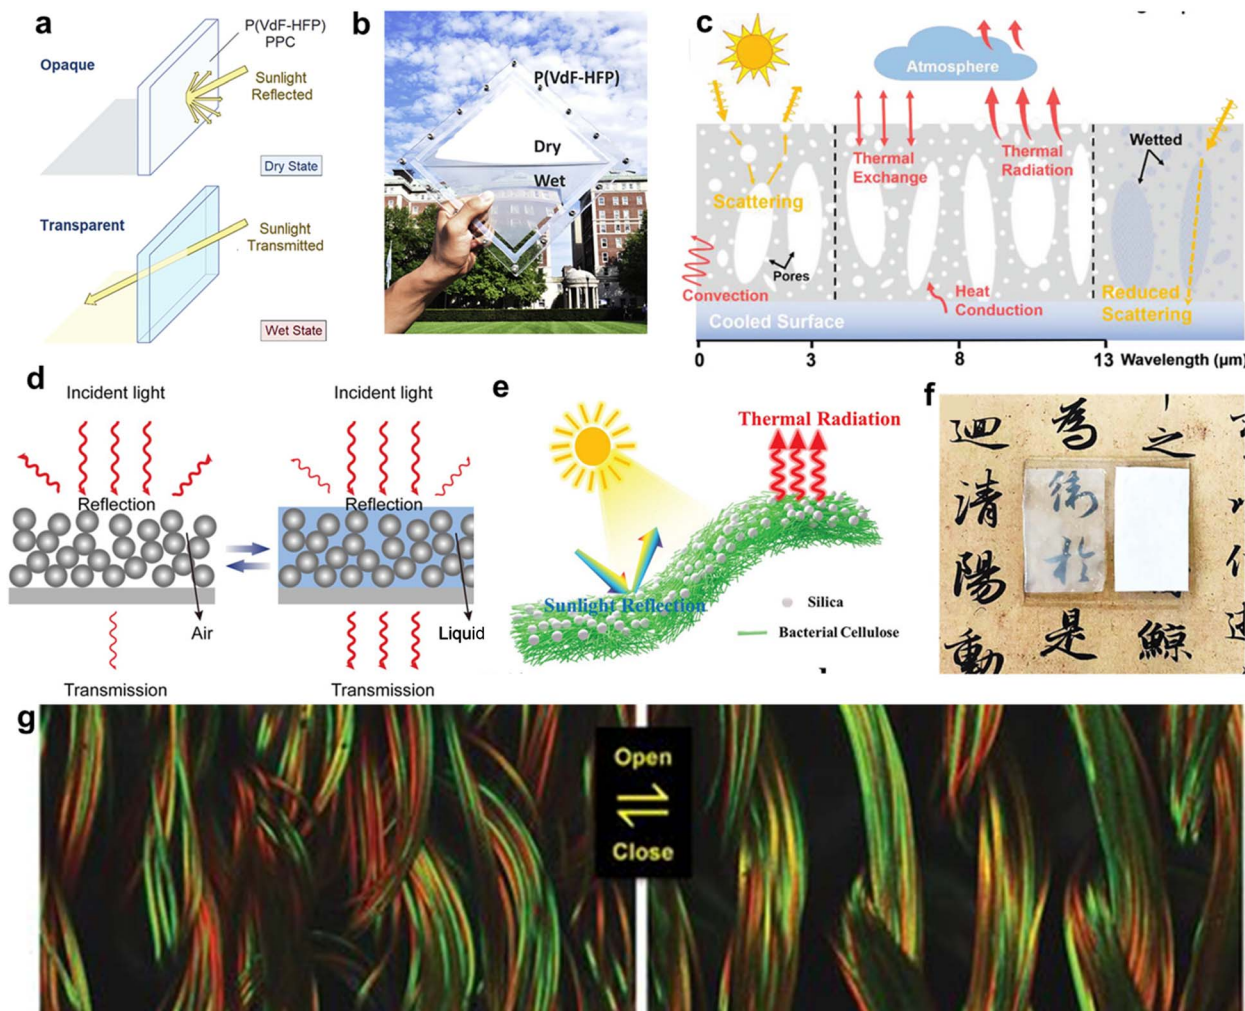 a
P(VdF-HFP)
PPC
Opaque
Sunlight
Reflected
Dry State
Transparent
Sunlight
Transmitted
Wet State
b
P(VdF-HFP)
Dry
Wet
c
Atmosphere
Thermal
Exchange
Thermal
Radiation
Wetted
Scattering
Pores
Convection
Heat
Conduction
Reduced
Scattering
Cooled Surface
0
3
8
13
Wavelength (μm)
d
Incident light
Incident light
Reflection
Reflection
Air
Liquid
Transmission
Transmission
e
Thermal Radiation
Sunlight Reflection
Silica
Bacterial Cellulose
f
迴
清
陽
動
為
衛
於
是
之
鯨
g
Open
Close